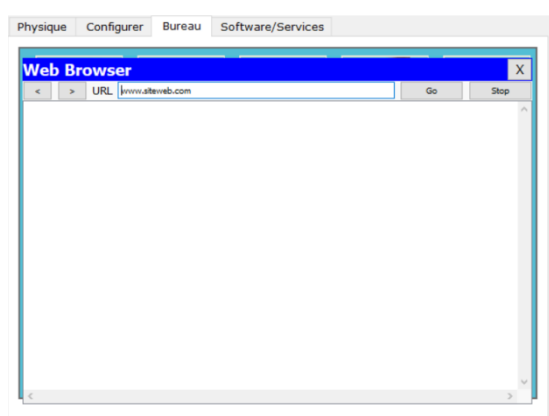 Physique Configurer Bureau Software/Services
Web Browser X
< > URL www.siteweb.com Go Stop